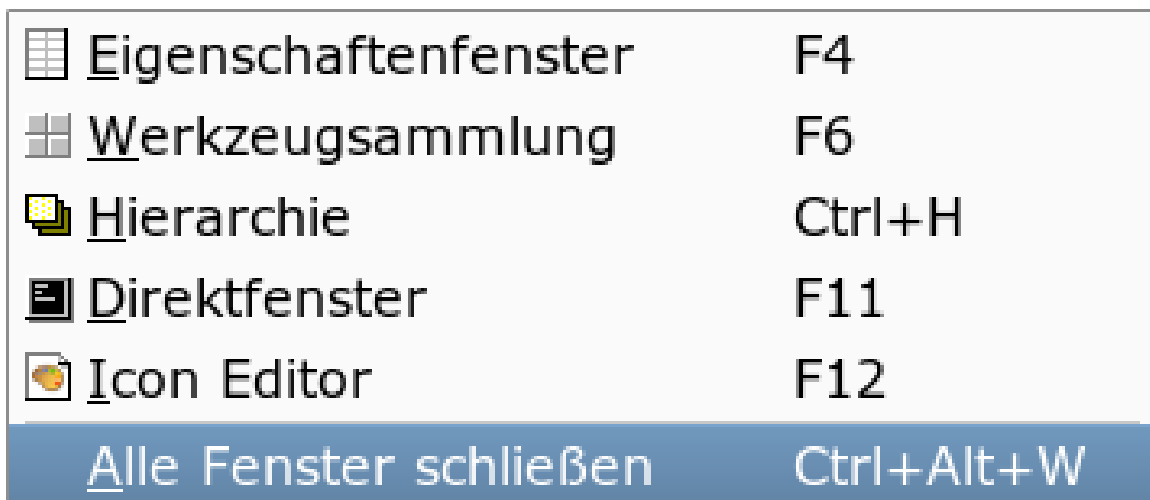 Eigenschaftenfenster F4
Werkzeugsammlung F6
Hierarchie Ctrl+H
Direktfenster F11
Icon Editor F12
Alle Fenster schließen Ctrl+Alt+W